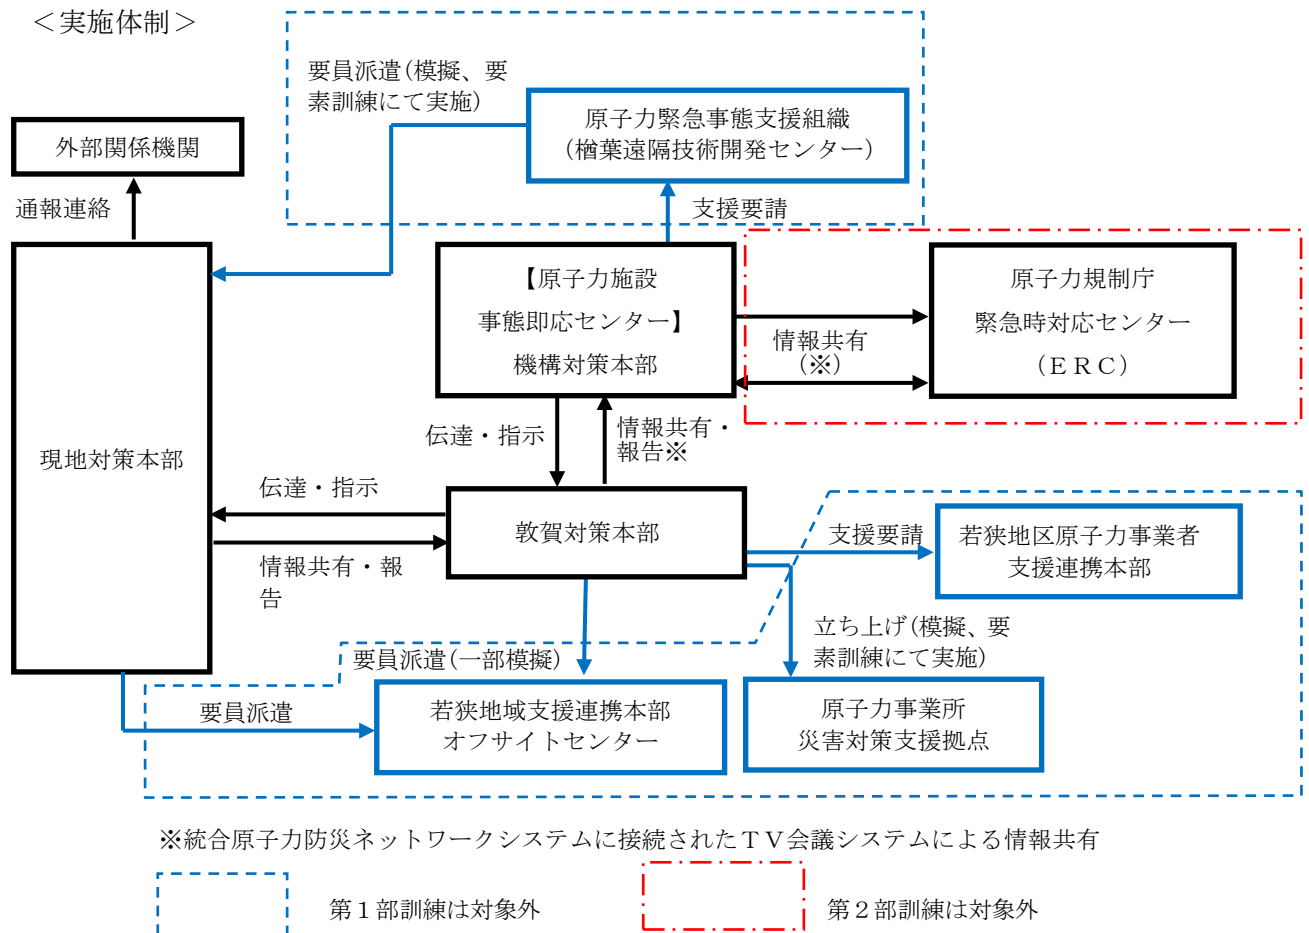 ＜実施体制＞
要員派遣(模擬、要
素訓練にて実施)
原子力緊急事態支援組織
(楢葉遠隔技術開発センター)
外部関係機関
通報連絡
支援要請
【原子力施設
事態即応センター】
機構対策本部
原子力規制庁
緊急時対応センター
（ＥＲＣ）
情報共有
(※)
伝達・指示
情報共有・
報告※
現地対策本部
伝達・指示
敦賀対策本部
情報共有・報
告
支援要請
若狭地区原子力事業者
支援連携本部
立ち上げ(模擬、要
素訓練にて実施)
要員派遣(一部模擬)
要員派遣
若狭地域支援連携本部
オフサイトセンター
原子力事業所
災害対策支援拠点
※統合原子力防災ネットワークシステムに接続されたＴＶ会議システムによる情報共有
第１部訓練は対象外
第２部訓練は対象外